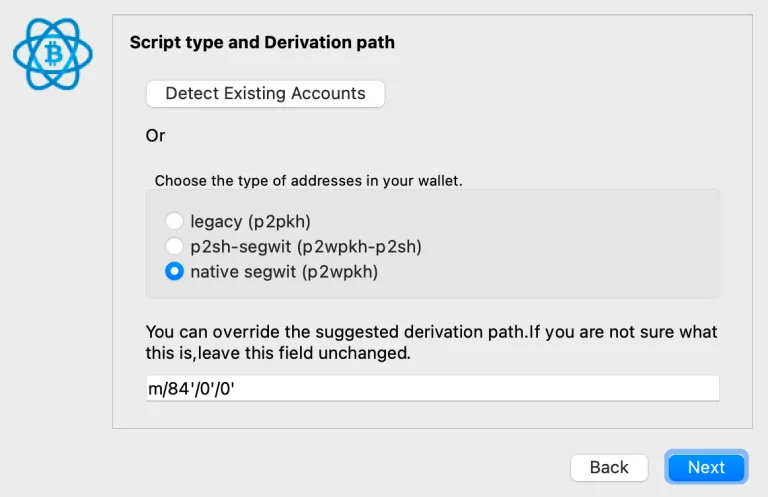 Script type and Derivation path
Detect Existing Accounts
Or
Choose the type of addresses in your wallet.
legacy (p2pkh)
p2sh-segwit (p2wpkh-p2sh)
native segwit (p2wpkh)
You can override the suggested derivation path.If you are not sure what
this is,leave this field unchanged.
m/84'/0'/0'
Back
Next